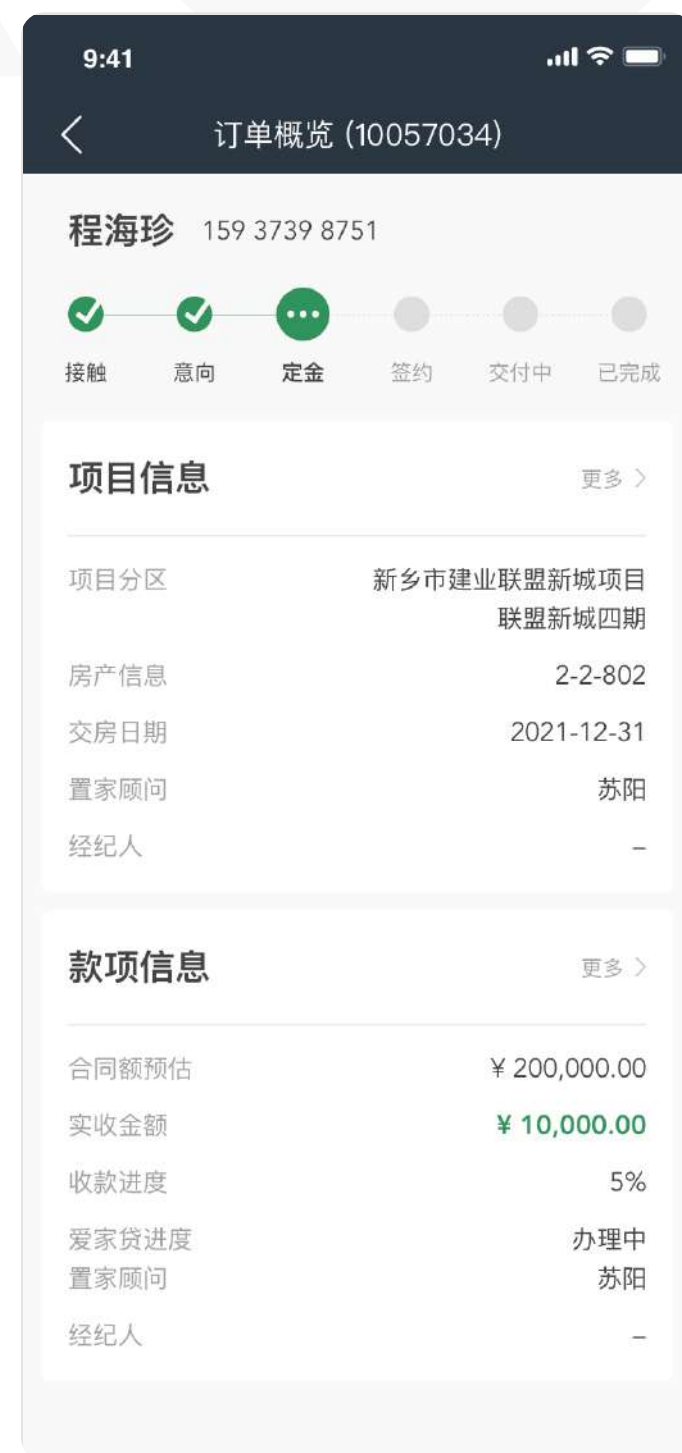 9:41
订单概览 (10057034)
程海珍 159 3739 8751
接触 意向 定金 签约 交付中 已完成
项目信息 更多
项目分区 新乡市建业联盟新城项目
联盟新城四期
房产信息 2-2-802
交房日期 2021-12-31
置家顾问 苏阳
经纪人 –
款项信息 更多
合同额预估 ¥ 200,000.00
实收金额 ¥ 10,000.00
收款进度 5%
爱家贷进度 办理中
置家顾问 苏阳
经纪人 –